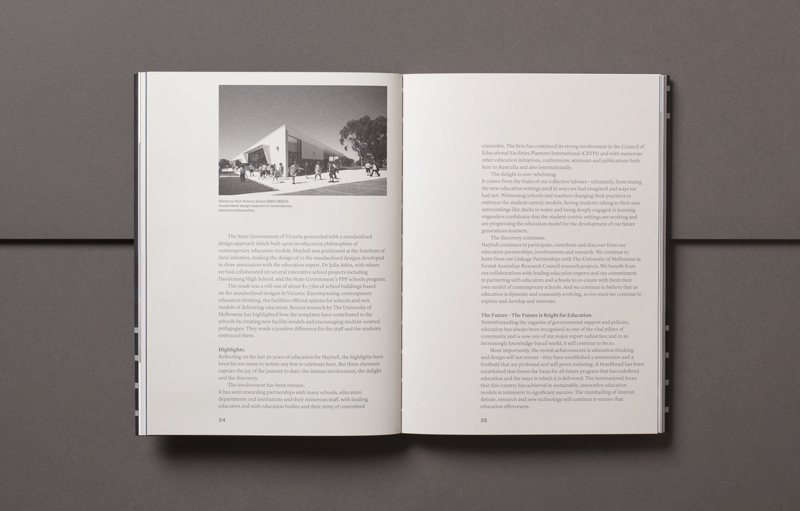 The State Government of Victoria proceeded with a standardised
design approach which built upon its education philosophies of
contemporary education models. Hayball was positioned at the forefront of
their initiative, leading the design of 11 the standardised designs developed
in close association with the education expert, Dr Julia Atkin, with whom
we had collaborated on several innovative school projects including
Dandenong High School, and the State Government's PPP schools program.
The result was a roll-out of about of school buildings based
on the standardised designs in Victoria. Encompassing contemporary
education thinking, the facilities offered options for schools and new
models of delivering education. Recent research by The University of
Melbourne has highlighted how the templates have contributed to the
schools by creating new facility models and encouraging student-centred
pedagogies. They made a positive difference for the staff and the students
embraced them.
Highlights.
Reflecting on the last 30 years of education for Hayball, the highlights have
been far too many to isolate any few to celebrate here. But three elements
capture the joy of the journey to date: the intense involvement, the delight
and the discovery.
The involvement has been intense.
It has seen rewarding partnerships with many schools, education
departments and institutions and their numerous staff, with leading
educators and with education bodies and their army of committed
34
comrades. The firm has continued its strong involvement in the Council of
Educational Facilities Planners International (CEFPI) and with numerous
other education initiatives, conferences, seminars and publications both
here in Australia and also internationally.
The delight is ever-whelming.
It comes from the fruits of our collective labours – ultimately, from seeing
the new education settings used in ways we had imagined and ways we
had not. Witnessing schools and teachers changing their practices to
embrace the student-centric models. Seeing students taking to their new
surroundings like ducks to water and being deeply engaged in learning
engenders confidence that the student-centric settings are working and
are progressing the education model for the development of our future
generations learners.
The discovery continues.
Hayball continues to participate, contribute and discover from our
education partnerships, involvements and research. We continue to
learn from our Linkage Partnerships with The University of Melbourne in
formal Australian Research Council research projects. We benefit from
our collaborations with leading education expert and our commitment
to partnering with educators and schools to co-create with them their
own model of contemporary schools. And we continue to believe that as
education is dynamic and constantly evolving, so too must we continue to
explore and develop and innovate.
The Future - The Future is Bright for Education.
Notwithstanding the vagaries of governmental support and policies,
education has always been recognised as one of the vital pillars of
community and is now one of our major export industries; and in an
increasingly knowledge-based world, it will continue to be so.
More importantly, the recent achievements in education thinking
and design will not retreat – they have established a momentum and a
foothold that are profound and will prove enduring. A beachhead has been
established that forms the basis for all future progress that has redefined
education and the ways in which it is delivered. The international focus
that this country has achieved in sustainable, innovative education
models is testament to significant success. The marshalling of interest,
debate, research and new technology will continue to ensure that
education effervesces.
35